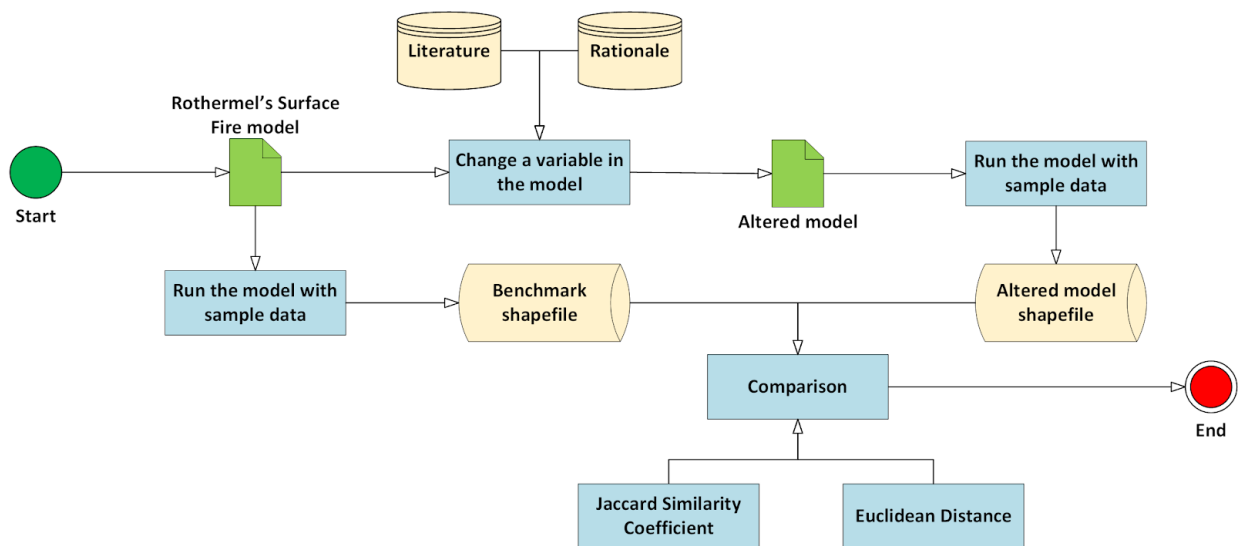 Literature
Rationale
Rothermel's Surface
Fire model
Change a variable in
the model
Run the model with
sample data
Start
Altered model
Run the model with
sample data
Benchmark
shapefile
Altered model
shapefile
Comparison
End
Jaccard Similarity
Coefficient
Euclidean Distance